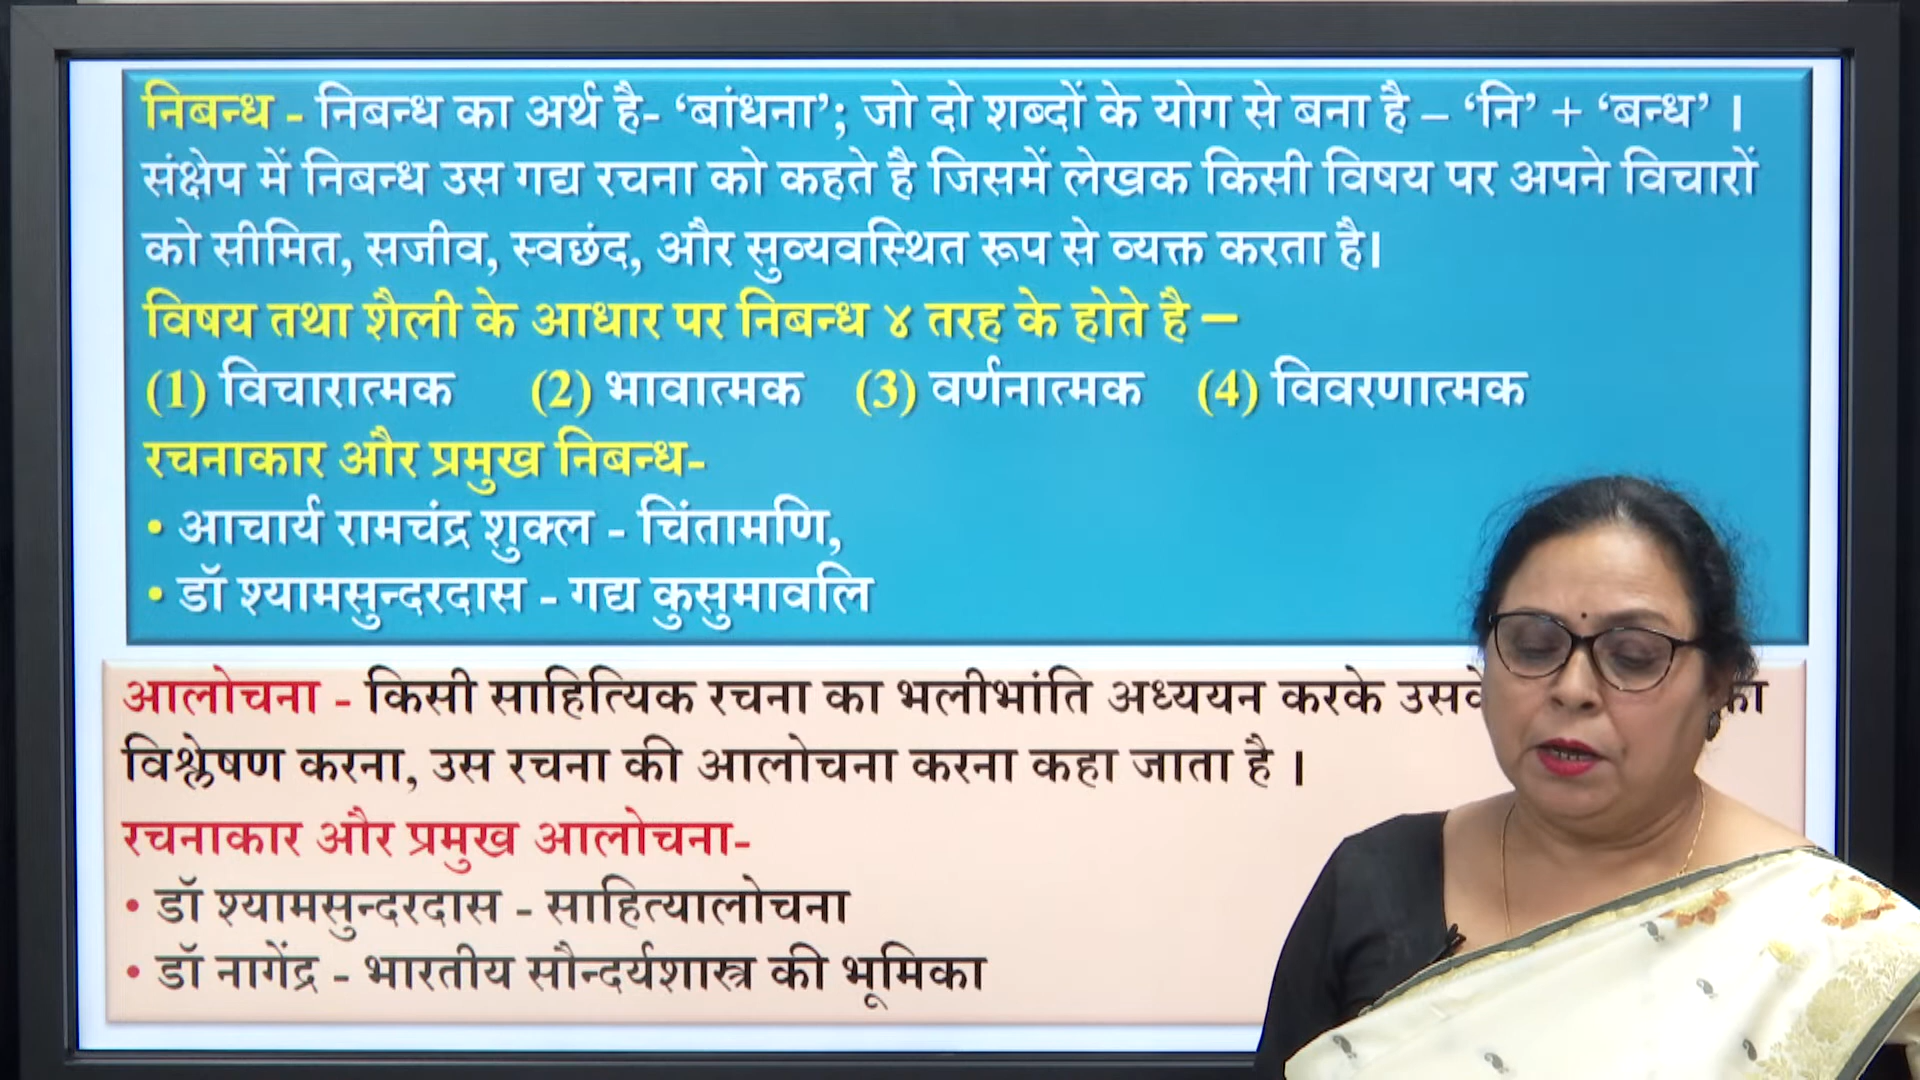 निबन्ध - निबन्ध का अर्थ है- ‘बांधना’; जो दो शब्दों के योग से बना है – ‘नि’ + ‘बन्ध’ ।
संक्षेप में निबन्ध उस गद्य रचना को कहते है जिसमें लेखक किसी विषय पर अपने विचारों
को सीमित, सजीव, स्वछंद, और सुव्यवस्थित रूप से व्यक्त करता है।
विषय तथा शैली के आधार पर निबन्ध ४ तरह के होते है –
(1) विचारात्मक (2) भावात्मक (3) वर्णनात्मक (4) विवरणात्मक
रचनाकार और प्रमुख निबन्ध-
• आचार्य रामचंद्र शुक्ल - चिंतामणि,
• डॉ श्यामसुन्दरदास - गद्य कुसुमावलि
आलोचना - किसी साहित्यिक रचना का भलीभांति अध्ययन करके का
विश्लेषण करना, उस रचना की आलोचना करना कहा जाता है ।
रचनाकार और प्रमुख आलोचना-
• डॉ श्यामसुन्दरदास - साहित्यालोचना
• डॉ नागेंद्र - भारतीय सौन्दर्यशास्त्र की भूमिका